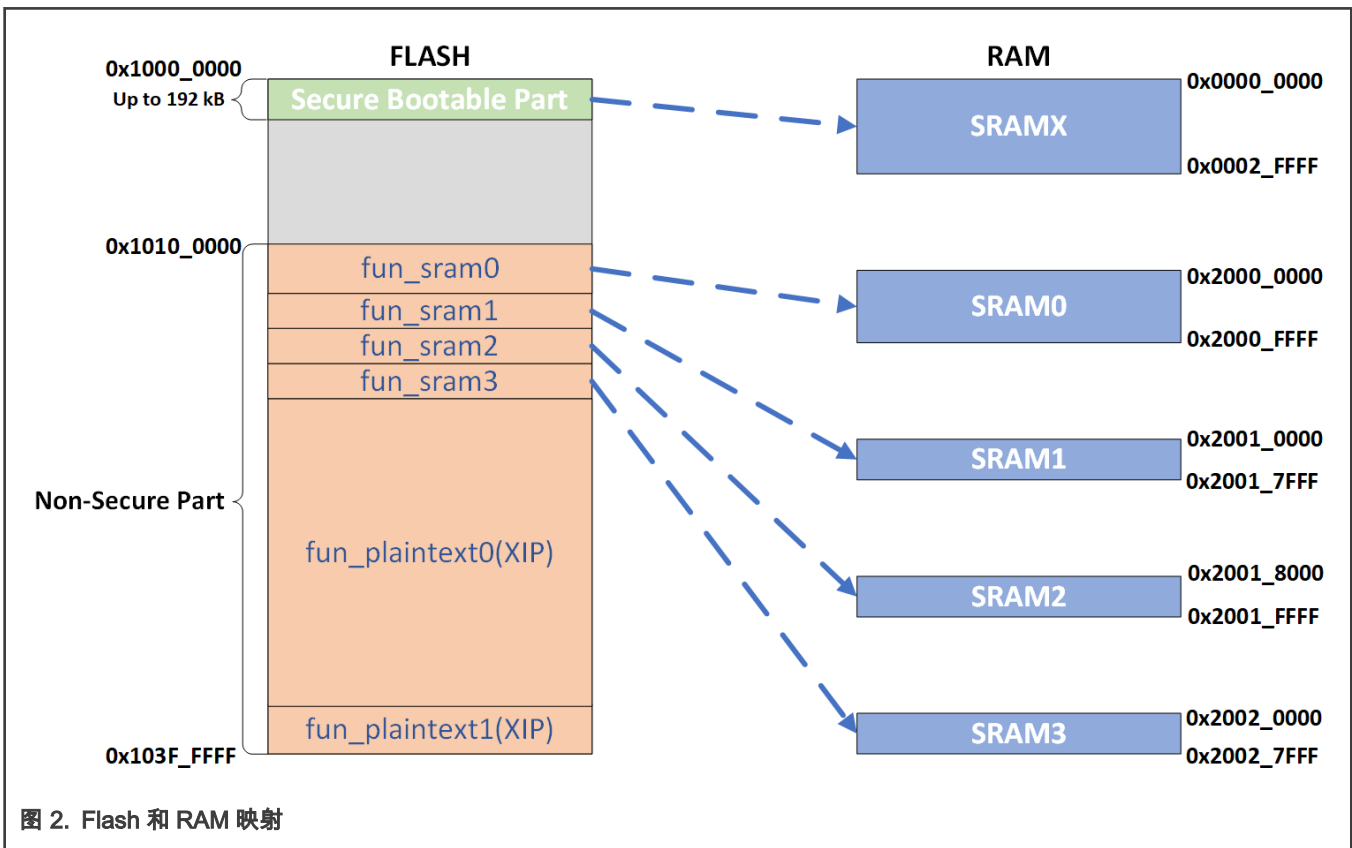 FLASH
RAM
0x1000_0000
Up to 192 kB
Secure Bootable Part
0x0000_0000
SRAMX
0x0002_FFFF
0x1010_0000
fun_sram0
fun_sram1
fun_sram2
fun_sram3
0x2000_0000
SRAM0
0x2000_FFFF
0x2001_0000
SRAM1
0x2001_7FFF
Non-Secure Part
fun_plaintext0(XIP)
0x2001_8000
SRAM2
0x2001_FFFF
fun_plaintext1(XIP)
0x103F_FFFF
0x2002_0000
SRAM3
0x2002_7FFF
图 2. Flash 和 RAM 映射